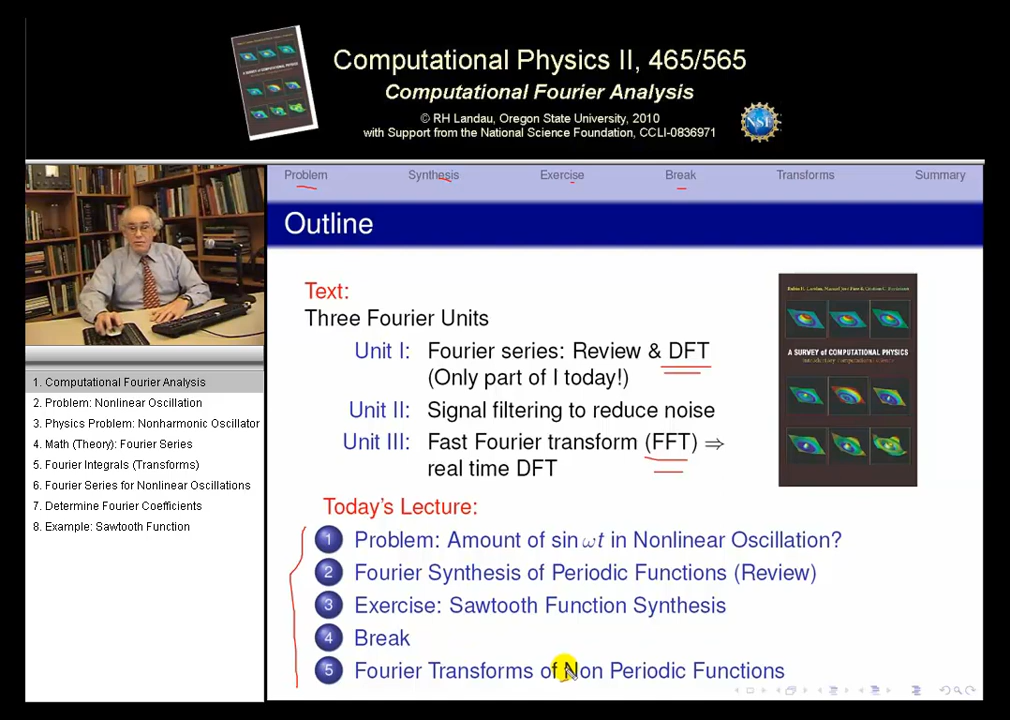 Computational Physics II, 465/565
Computational Fourier Analysis
© RH Landau, Oregon State University, 2010
with Support from the National Science Foundation, CCLI-0836971
NSF
Problem Synthesis Exercise Break Transforms Summary
Outline
Text:
Three Fourier Units
Unit I: Fourier series: Review & DFT
(Only part of I today!)
Unit II: Signal filtering to reduce noise
Unit III: Fast Fourier transform (FFT) ⇒
real time DFT
A SURVEY of COMPUTATIONAL PHYSICS
Today's Lecture:
1 Problem: Amount of sin ωt in Nonlinear Oscillation?
2 Fourier Synthesis of Periodic Functions (Review)
3 Exercise: Sawtooth Function Synthesis
4 Break
5 Fourier Transforms of Non Periodic Functions
1. Computational Fourier Analysis
2. Problem: Nonlinear Oscillation
3. Physics Problem: Nonharmonic Oscillator
4. Math (Theory): Fourier Series
5. Fourier Integrals (Transforms)
6. Fourier Series for Nonlinear Oscillations
7. Determine Fourier Coefficients
8. Example: Sawtooth Function